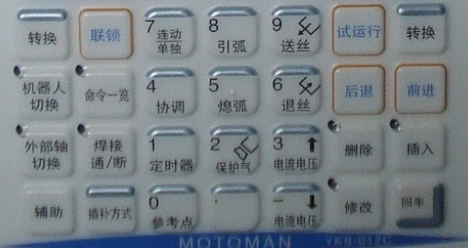 转换 联锁 7 连动 单独 8 引弧 9 送丝 试运行 转换
机器人 切换 命令一览 4 协调 5 熄弧 6 退丝 后退 前进
外部轴 切换 焊接 通/断 1 定时器 2 保护气 3 电流电压 删除 插入
辅助 插补方式 0 参考点 . - 电流电压 修改 回车
MOTOMAN